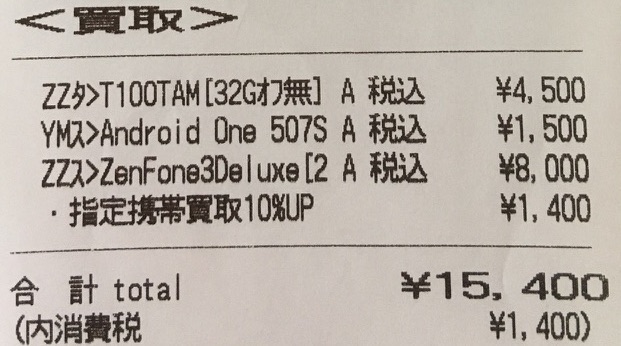 ＜買取＞
ZZﾀ>T100TAM[32Gｵﾌ無] A 税込 ¥4,500
YMｽ>Android One 507S A 税込 ¥1,500
ZZｽ>ZenFone3Deluxe[2 A 税込 ¥8,000
・指定携帯買取10%UP ¥1,400
合 計 total ¥15,400
(内消費税 ¥1,400)